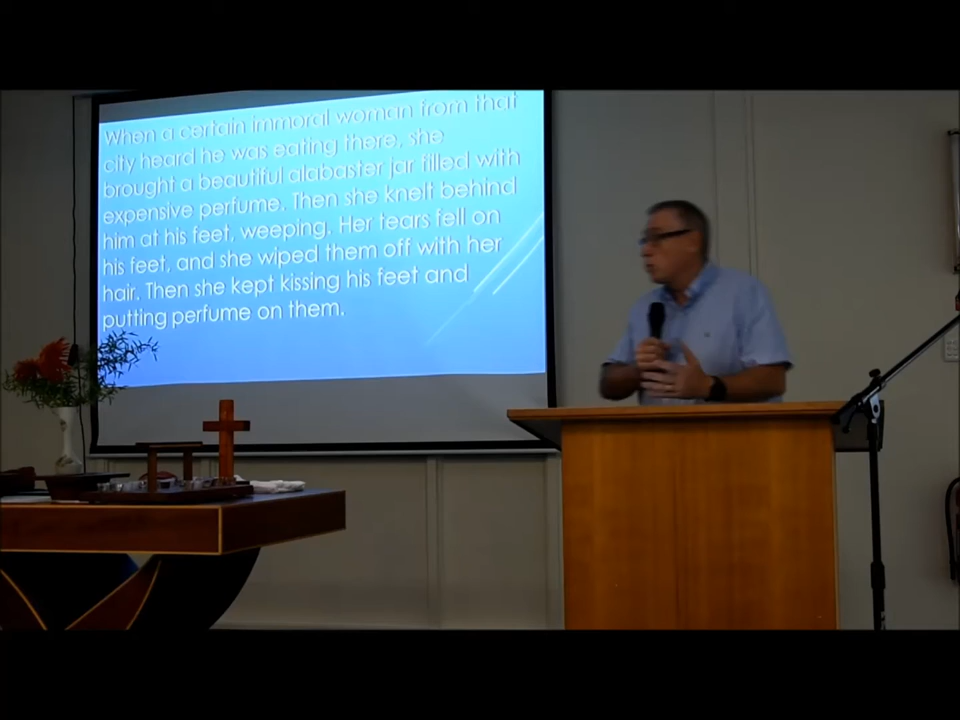 When a certain immoral woman from that
city heard he was eating there, she
brought a beautiful alabaster jar filled with
expensive perfume. Then she knelt behind
him at his feet, weeping. Her tears fell on
his feet, and she wiped them off with her
hair. Then she kept kissing his feet and
putting perfume on them.